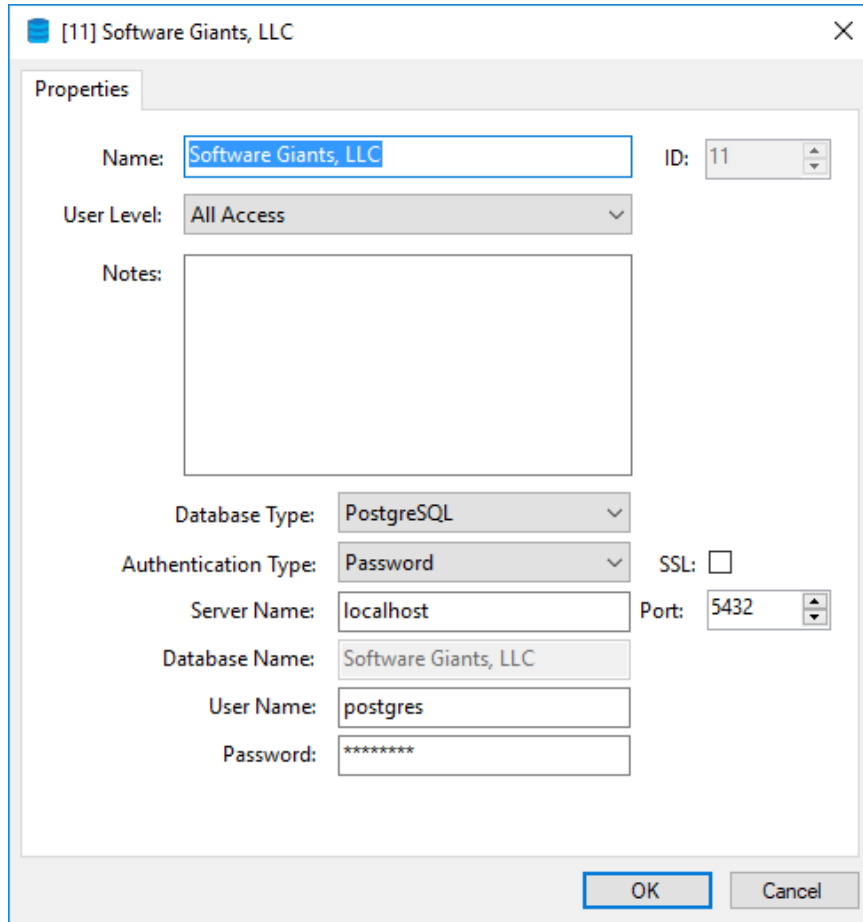 [11] Software Giants, LLC
Properties
Name: Software Giants, LLC ID: 11
User Level: All Access
Notes:
Database Type: PostgreSQL
Authentication Type: Password SSL:
Server Name: localhost Port: 5432
Database Name: Software Giants, LLC
User Name: postgres
Password: ********
OK Cancel